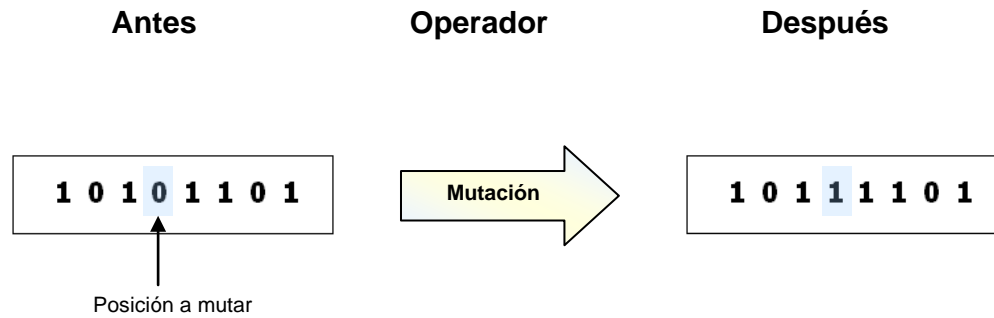 Antes Operador Después
1 0 1 0 1 1 0 1 Mutación 1 0 1 1 1 1 0 1
Posición a mutar